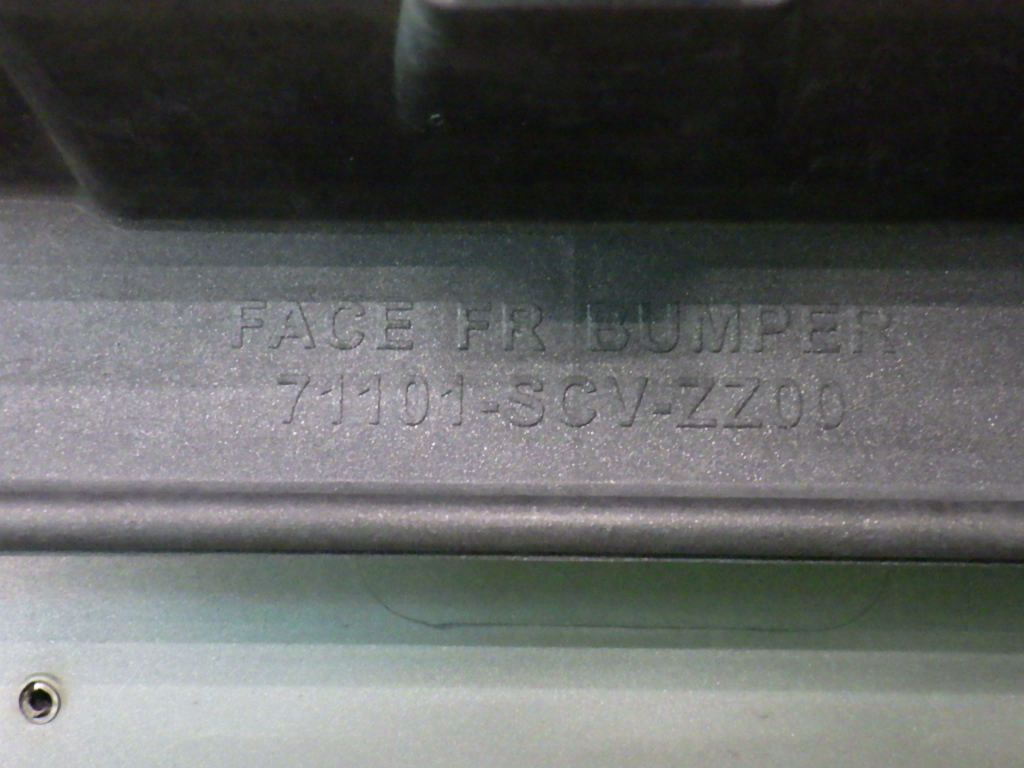 FACE FR BUMPER
71101-SCV-ZZ00